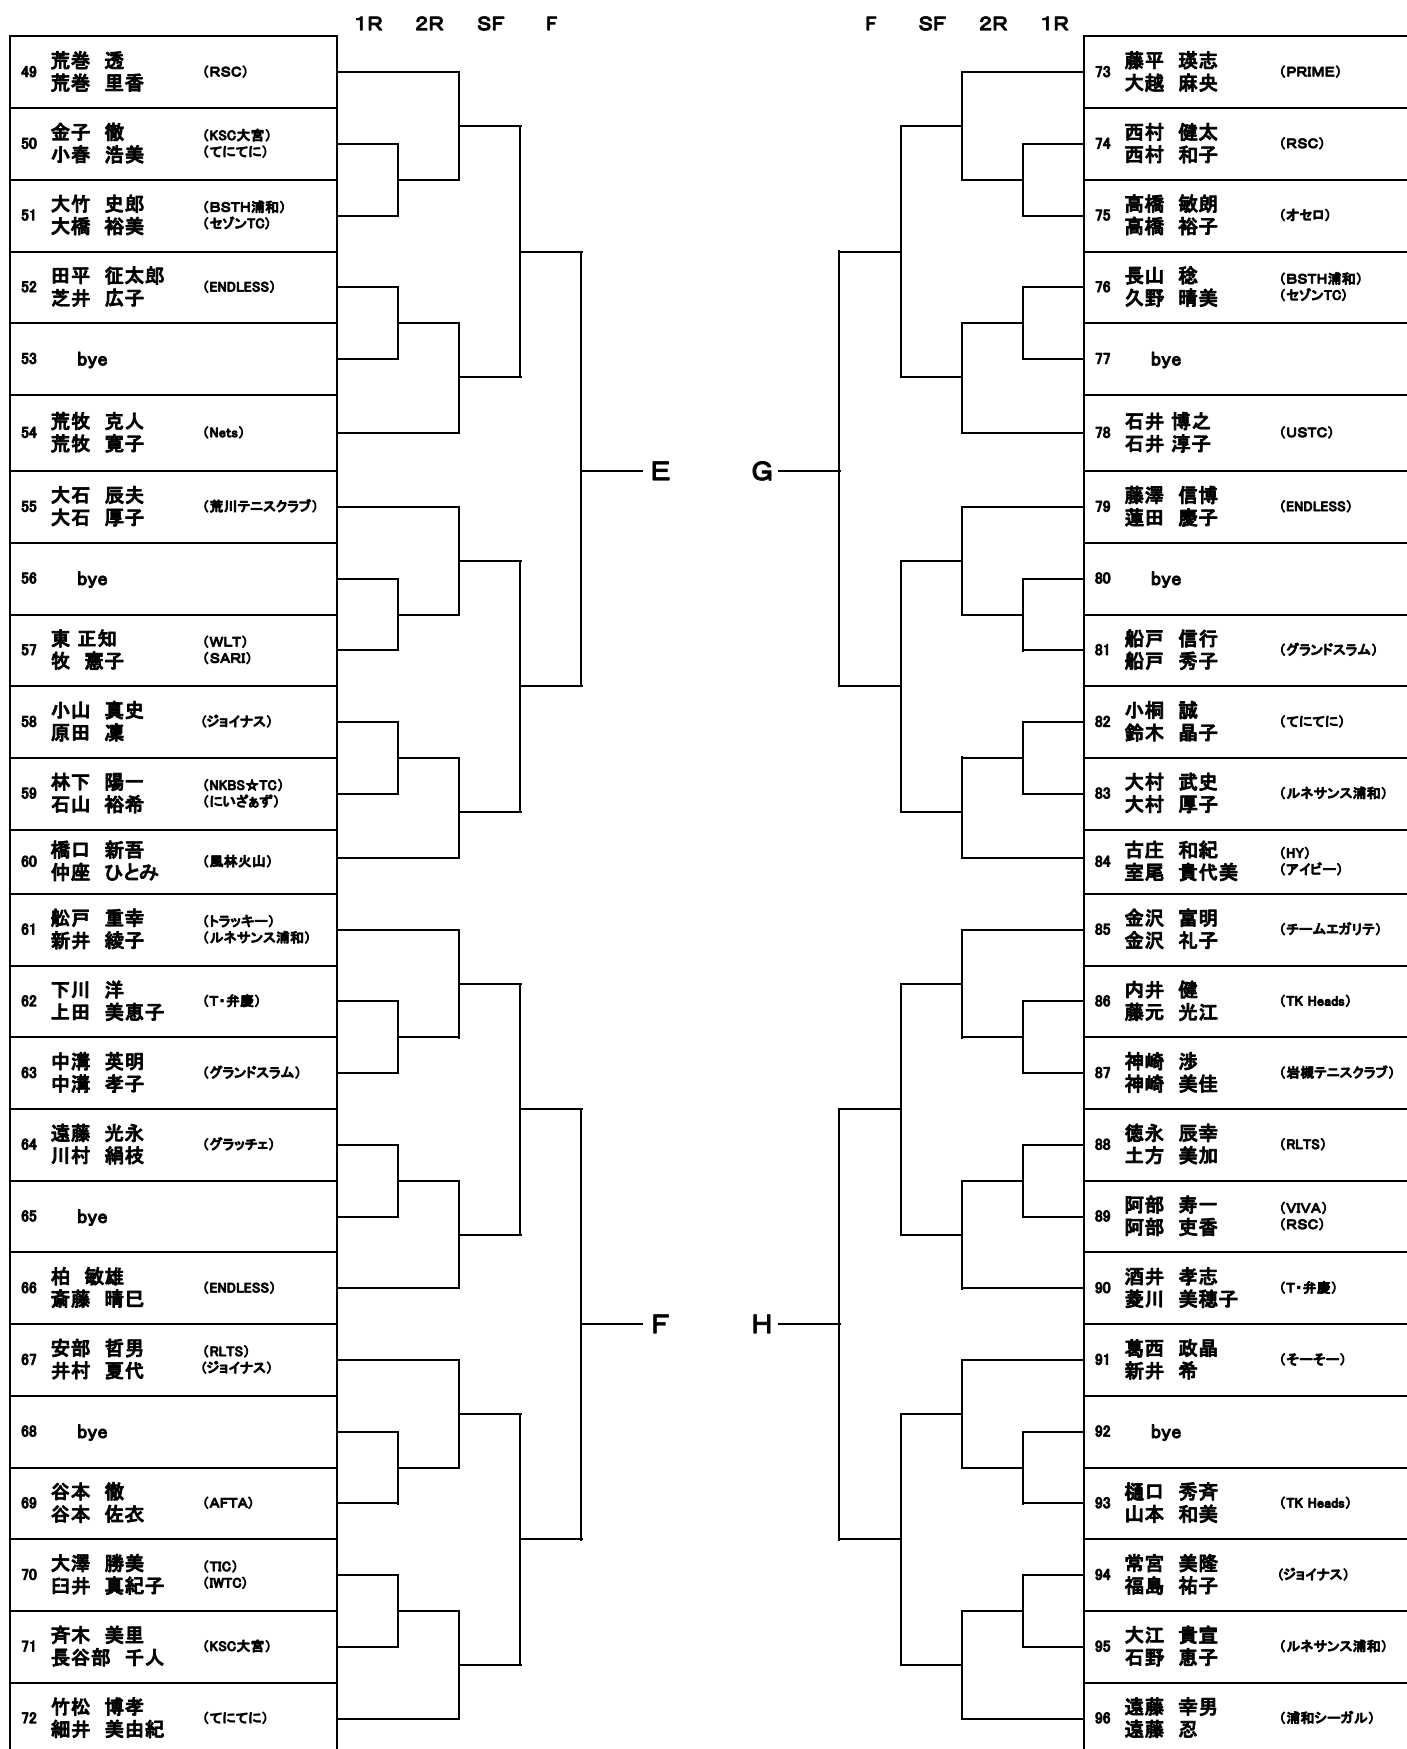 1R 2R SF F
F SF 2R 1R
49 荒巻 透 (RSC)
荒巻 里香
50 金子 徹 (KSC大宮)
小春 浩美 (てにてに)
51 大竹 史郎 (BSTH浦和)
大橋 裕美 (セゾンTC)
52 田平 征太郎 (ENDLESS)
芝井 広子
53 bye
54 荒牧 克人 (Nets)
荒牧 寛子
55 大石 辰夫 (荒川テニスクラブ)
大石 厚子
56 bye
57 東 正知 (WLT)
牧 憲子 (SARI)
58 小山 真史 (ジョイナス)
原田 凜
59 林下 陽一 (NKBS☆TC)
石山 裕希 (にいざぁず)
60 橋口 新吾 (風林火山)
仲座 ひとみ
61 舩戸 重幸 (トラッキー)
新井 綾子 (ルネサンス浦和)
62 下川 洋 (T・弁慶)
上田 美恵子
63 中溝 英明 (グランドスラム)
中溝 孝子
64 遠藤 光永 (グラッチェ)
川村 絹枝
65 bye
66 柏 敏雄 (ENDLESS)
斎藤 晴巳
67 安部 哲男 (RLTS)
井村 夏代 (ジョイナス)
68 bye
69 谷本 徹 (AFTA)
谷本 佐衣
70 大澤 勝美 (TIC)
臼井 真紀子 (IWTC)
71 斉木 美里 (KSC大宮)
長谷部 千人
72 竹松 博孝 (てにてに)
細井 美由紀
E
F
G
H
73 藤平 瑛志 (PRIME)
大越 麻央
74 西村 健太 (RSC)
西村 和子
75 高橋 敏朗 (オセロ)
高橋 裕子
76 長山 稔 (BSTH浦和)
久野 晴美 (セゾンTC)
77 bye
78 石井 博之 (USTC)
石井 淳子
79 藤澤 信博 (ENDLESS)
蓮田 慶子
80 bye
81 船戸 信行 (グランドスラム)
船戸 秀子
82 小桐 誠 (てにてに)
鈴木 晶子
83 大村 武史 (ルネサンス浦和)
大村 厚子
84 古庄 和紀 (HY)
室尾 貴代美 (アイビー)
85 金沢 富明 (チームエガリテ)
金沢 礼子
86 内井 健 (TK Heads)
藤元 光江
87 神崎 渉 (岩槻テニスクラブ)
神崎 美佳
88 徳永 辰幸 (RLTS)
土方 美加
89 阿部 寿一 (VIVA)
阿部 吏香 (RSC)
90 酒井 孝志 (T・弁慶)
菱川 美穂子
91 葛西 政晶 (そーそー)
新井 希
92 bye
93 樋口 秀斉 (TK Heads)
山本 和美
94 常宮 美隆 (ジョイナス)
福島 祐子
95 大江 貴宣 (ルネサンス浦和)
石野 恵子
96 遠藤 幸男 (浦和シーガル)
遠藤 忍